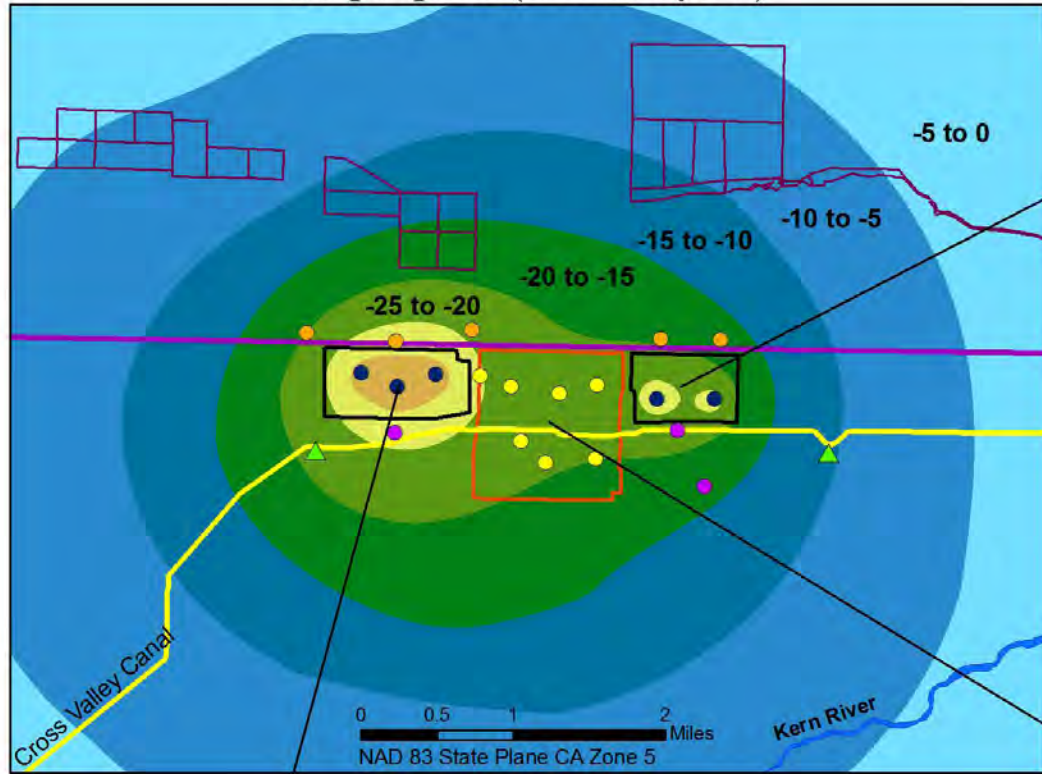 -5 to 0
-10 to -5
-15 to -10
-20 to -15
-25 to -20
Cross Valley Canal
Kern River
0 0.5 1 2
Miles
NAD 83 State Plane CA Zone 5